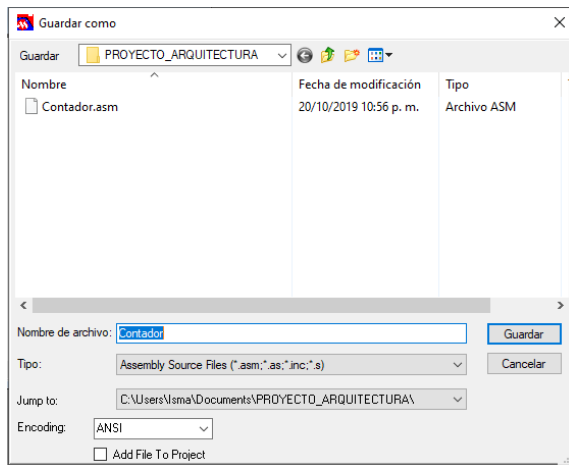 Guardar como
Guardar PROYECTO_ARQUITECTURA
Nombre Fecha de modificación Tipo
Contador.asm 20/10/2019 10:56 p. m. Archivo ASM
Nombre de archivo: Contador Guardar
Tipo: Assembly Source Files (*.asm;*.as;*.inc;*.s) Cancelar
Jump to: C:\Users\Isma\Documents\PROYECTO_ARQUITECTURA\
Encoding: ANSI
Add File To Project